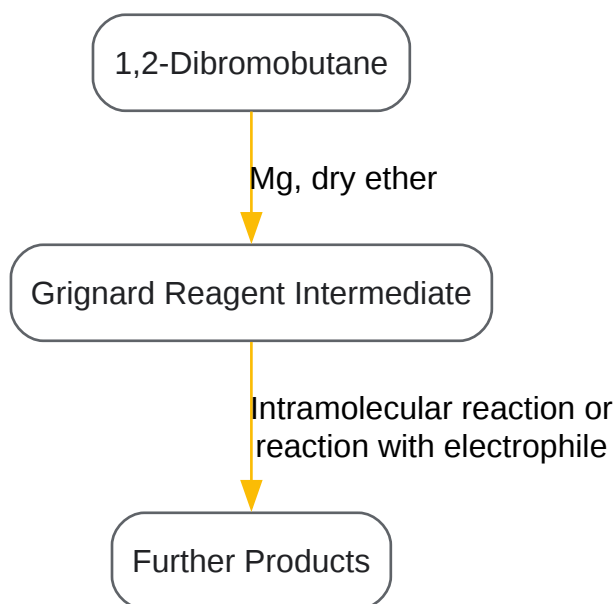 1,2-Dibromobutane
Mg, dry ether
Grignard Reagent Intermediate
Intramolecular reaction or
reaction with electrophile
Further Products